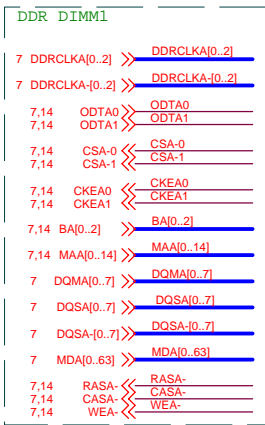 DDR DIMM1
7 DDRCLKA[0..2] DDRCLKA[0..2]
7 DDRCLKA-[0..2] DDRCLKA-[0..2]
7,14 ODTA0 ODTA0
7,14 ODTA1 ODTA1
7,14 CSA-0 CSA-0
7,14 CSA-1 CSA-1
7,14 CKEA0 CKEA0
7,14 CKEA1 CKEA1
7,14 BA[0..2] BA[0..2]
7,14 MAA[0..14] MAA[0..14]
7 DQMA[0..7] DQMA[0..7]
7 DQSA[0..7] DQSA[0..7]
7 DQSA-[0..7] DQSA-[0..7]
7 MDA[0..63] MDA[0..63]
7,14 RASA- RASA-
7,14 CASA- CASA-
7,14 WEA- WEA-